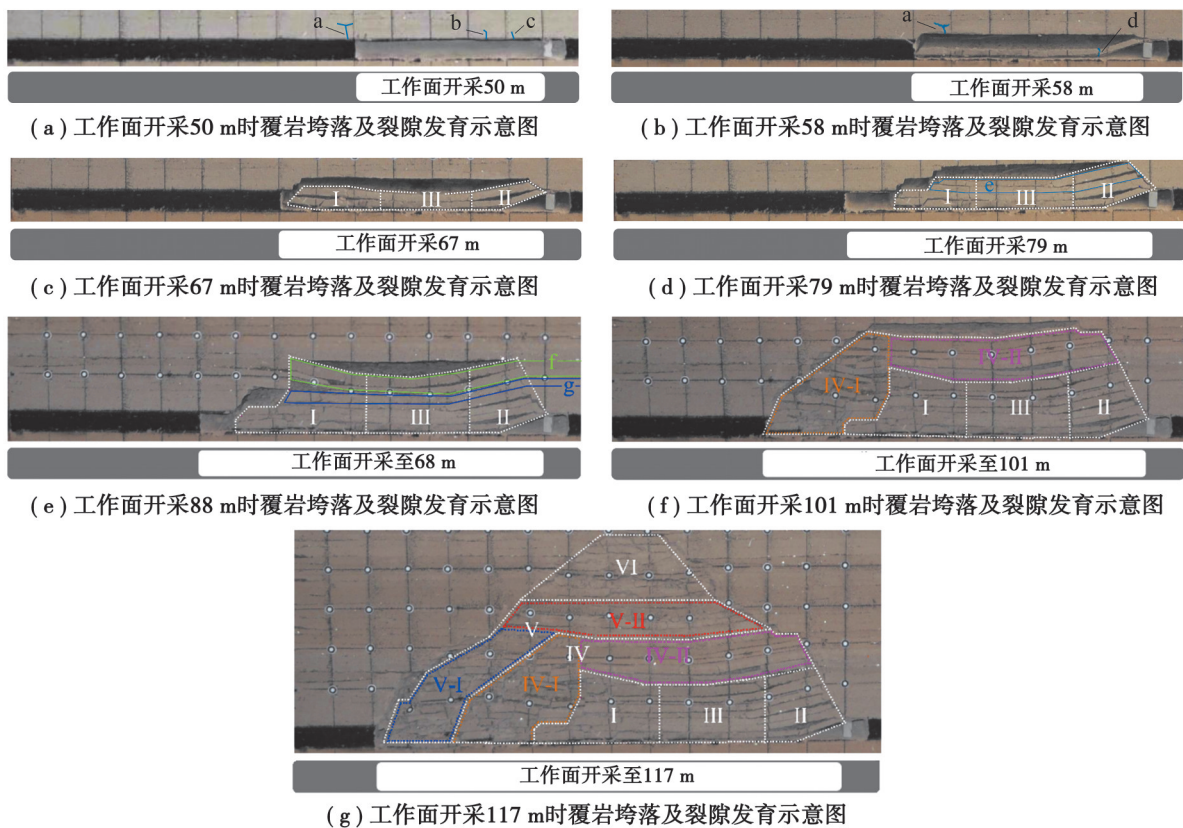 a
b
c
工作面开采50 m
(a)工作面开采50 m时覆岩垮落及裂隙发育示意图
a
d
工作面开采58 m
(b)工作面开采58 m时覆岩垮落及裂隙发育示意图
I
III
II
工作面开采67 m
(c)工作面开采67 m时覆岩垮落及裂隙发育示意图
e
I
III
II
工作面开采79 m
(d)工作面开采79 m时覆岩垮落及裂隙发育示意图
f
g
I
III
II
工作面开采至68 m
(e)工作面开采88 m时覆岩垮落及裂隙发育示意图
IV-II
IV-I
I
III
II
工作面开采至101 m
(f)工作面开采101 m时覆岩垮落及裂隙发育示意图
VI
V-II
V
IV
IV-II
V-I
IV-I
I
III
II
工作面开采至117 m
(g)工作面开采117 m时覆岩垮落及裂隙发育示意图